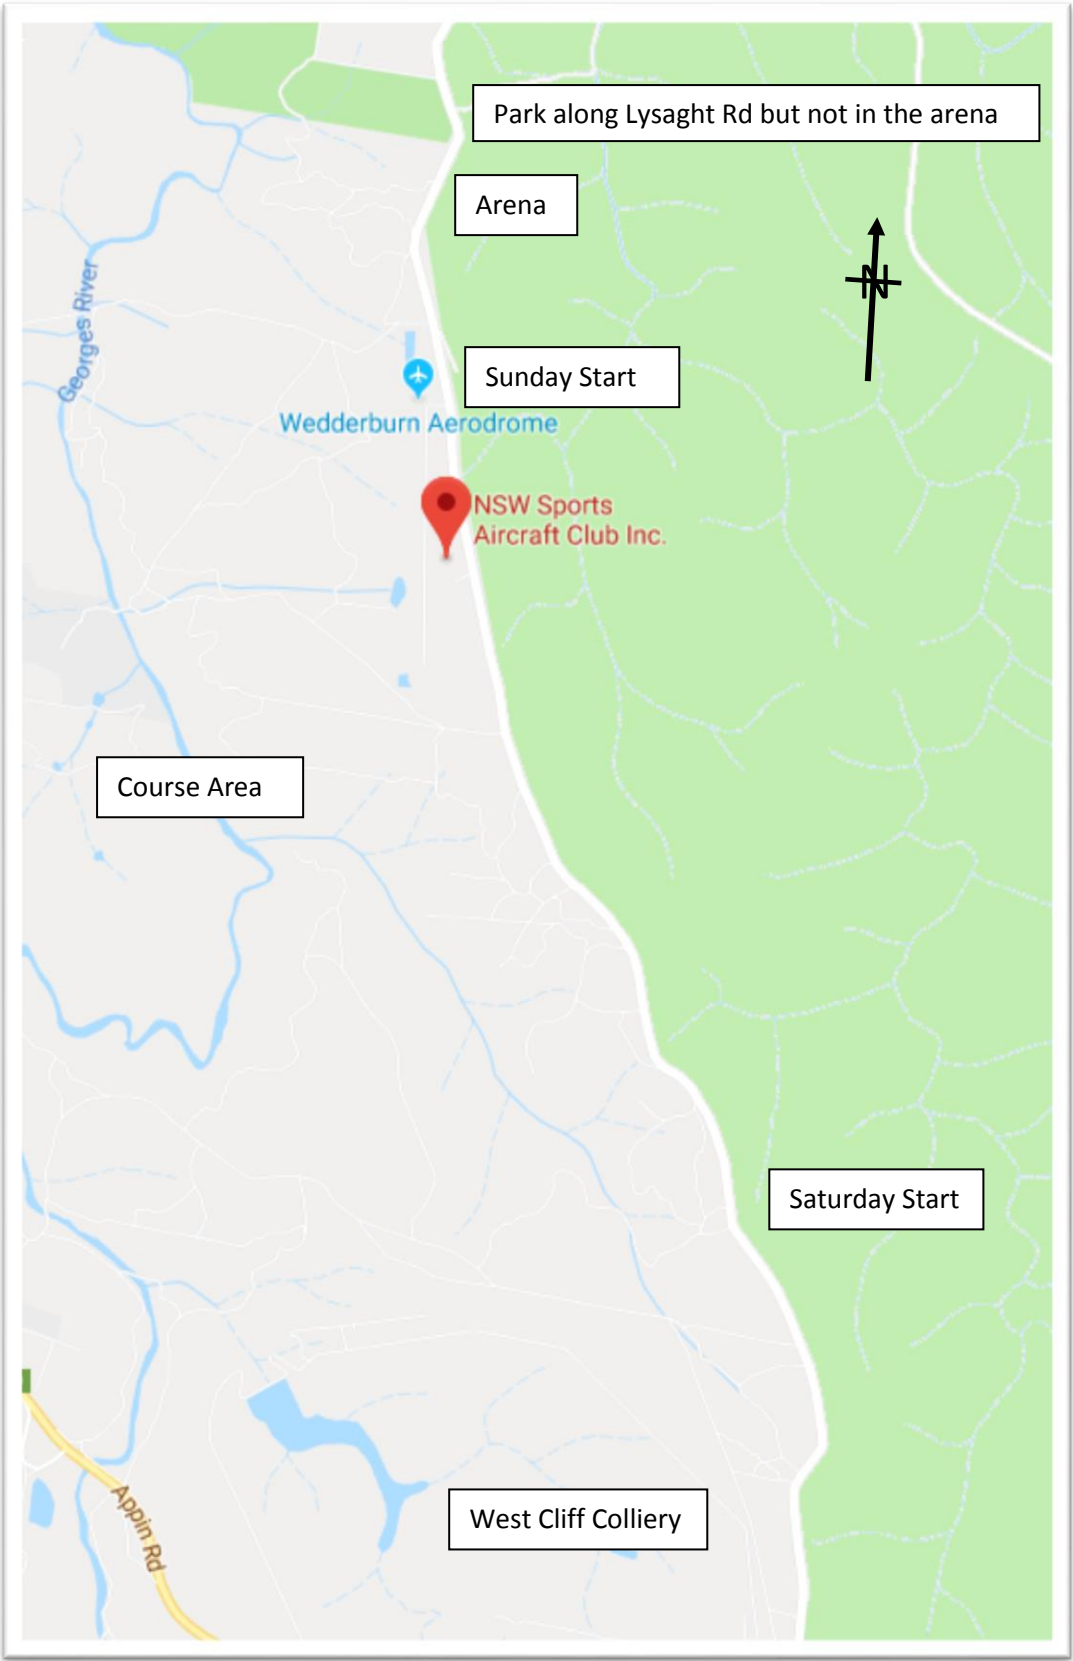 Park along Lysaght Rd but not in the arena
Arena
N
Georges River
Sunday Start
Wedderburn Aerodrome
NSW Sports
Aircraft Club Inc.
Course Area
Saturday Start
West Cliff Colliery
Appin Rd